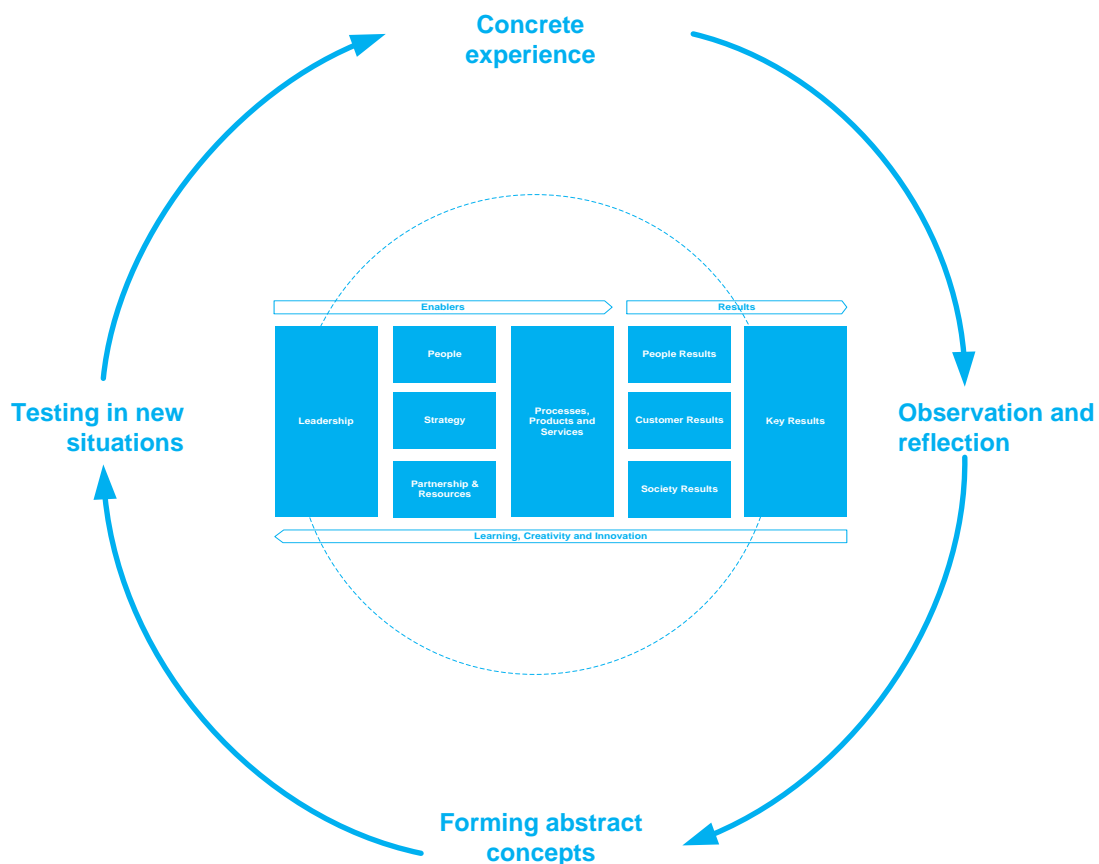 Concrete
experience
Enablers
Results
People
People Results
Leadership
Strategy
Processes,
Products and
Services
Customer Results
Key Results
Partnership &
Resources
Society Results
Learning, Creativity and Innovation
Testing in new
situations
Observation and
reflection
Forming abstract
concepts